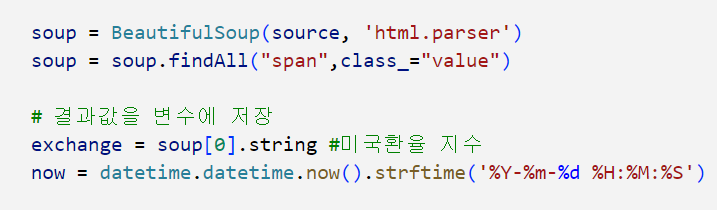 soup = BeautifulSoup(source, 'html.parser')
soup = soup.findAll("span",class_="value")
# 결과값을 변수에 저장
exchange = soup[0].string #미국환율 지수
now = datetime.datetime.now().strftime('%Y-%m-%d %H:%M:%S')